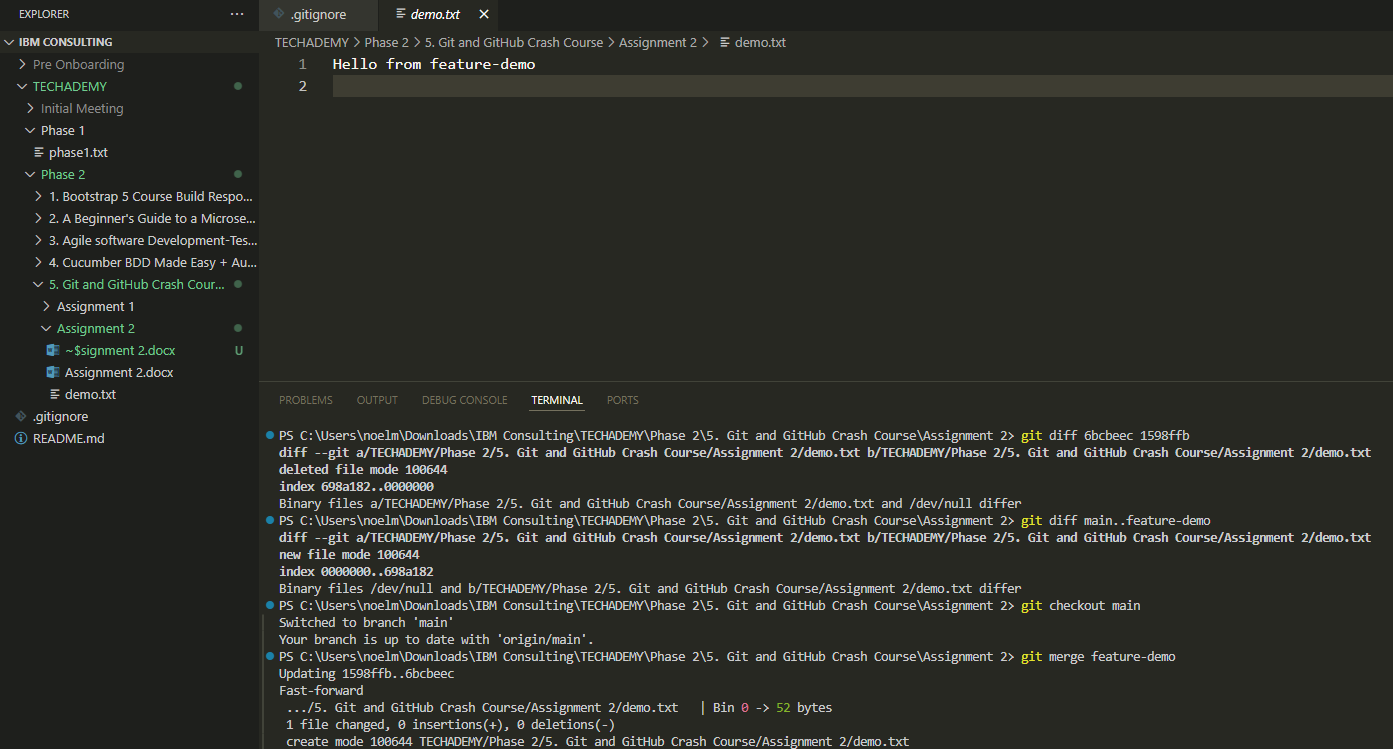 EXPLORER
IBM CONSULTING
Pre Onboarding
TECHADEMY
Initial Meeting
Phase 1
phase1.txt
Phase 2
1. Bootstrap 5 Course Build Respo...
2. A Beginner's Guide to a Microse...
3. Agile software Development-Tes...
4. Cucumber BDD Made Easy + Au...
5. Git and GitHub Crash Cour...
Assignment 1
Assignment 2
~$signment 2.docx U
Assignment 2.docx
demo.txt
.gitignore
README.md
.gitignore demo.txt
TECHADEMY > Phase 2 > 5. Git and GitHub Crash Course > Assignment 2 > demo.txt
1 Hello from feature-demo
2
PROBLEMS OUTPUT DEBUG CONSOLE TERMINAL PORTS
PS C:\Users\noelm\Downloads\IBM Consulting\TECHADEMY\Phase 2\5. Git and GitHub Crash Course\Assignment 2> git diff 6bcbeec 1598ffb
diff --git a/TECHADEMY/Phase 2/5. Git and GitHub Crash Course/Assignment 2/demo.txt b/TECHADEMY/Phase 2/5. Git and GitHub Crash Course/Assignment 2/demo.txt
deleted file mode 100644
index 698a182..0000000
Binary files a/TECHADEMY/Phase 2/5. Git and GitHub Crash Course/Assignment 2/demo.txt and /dev/null differ
PS C:\Users\noelm\Downloads\IBM Consulting\TECHADEMY\Phase 2\5. Git and GitHub Crash Course\Assignment 2> git diff main..feature-demo
diff --git a/TECHADEMY/Phase 2/5. Git and GitHub Crash Course/Assignment 2/demo.txt b/TECHADEMY/Phase 2/5. Git and GitHub Crash Course/Assignment 2/demo.txt
new file mode 100644
index 0000000..698a182
Binary files /dev/null and b/TECHADEMY/Phase 2/5. Git and GitHub Crash Course/Assignment 2/demo.txt differ
PS C:\Users\noelm\Downloads\IBM Consulting\TECHADEMY\Phase 2\5. Git and GitHub Crash Course\Assignment 2> git checkout main
Switched to branch 'main'
Your branch is up to date with 'origin/main'.
PS C:\Users\noelm\Downloads\IBM Consulting\TECHADEMY\Phase 2\5. Git and GitHub Crash Course\Assignment 2> git merge feature-demo
Updating 1598ffb..6bcbeec
Fast-forward
.../5. Git and GitHub Crash Course/Assignment 2/demo.txt | Bin 0 -> 52 bytes
1 file changed, 0 insertions(+), 0 deletions(-)
create mode 100644 TECHADEMY/Phase 2/5. Git and GitHub Crash Course/Assignment 2/demo.txt